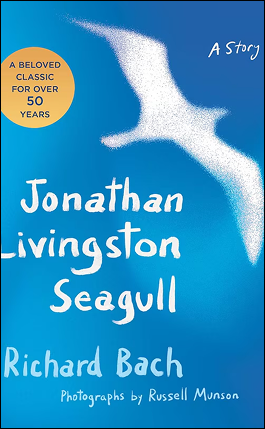 A Story
A BELOVED
CLASSIC
FOR OVER
50
YEARS
Jonathan
Livingston
Seagull
Richard Bach
Photographs by Russell Munson